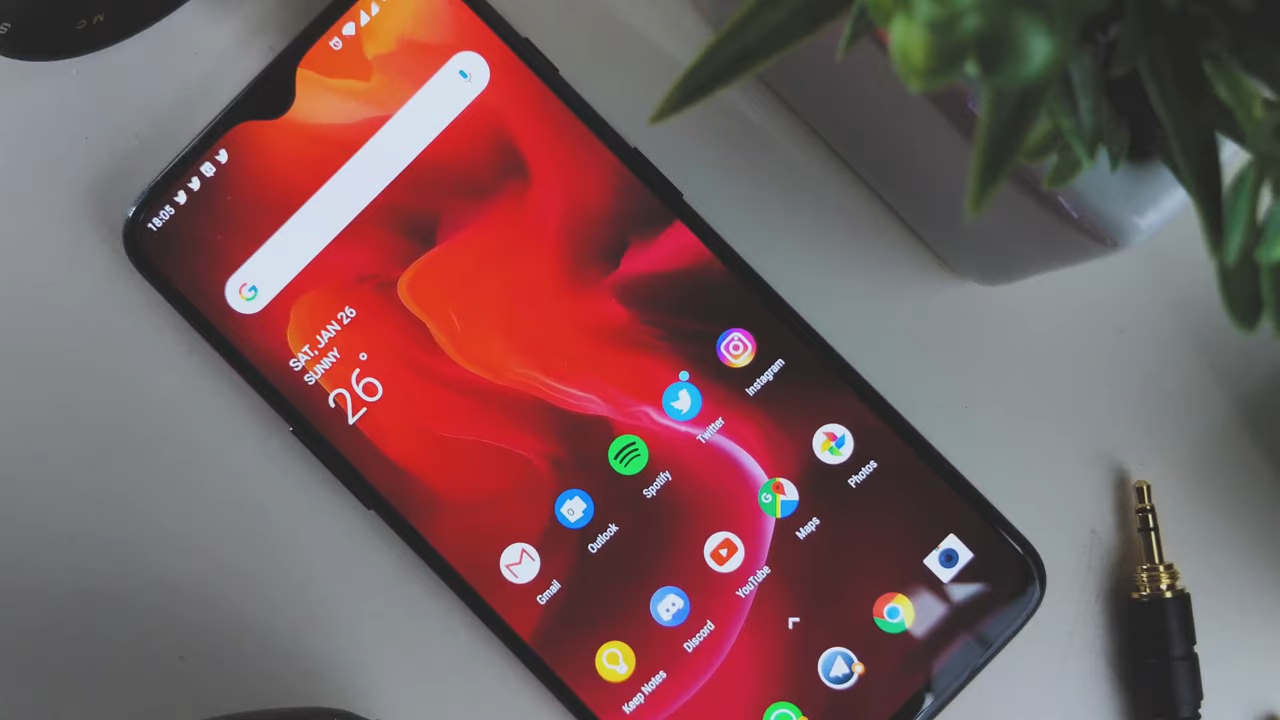 18:05
SAT, JAN 26
SUNNY
26°
Gmail
Outlook
Spotify
Twitter
Instagram
Keep Notes
Discord
YouTube
Maps
Photos